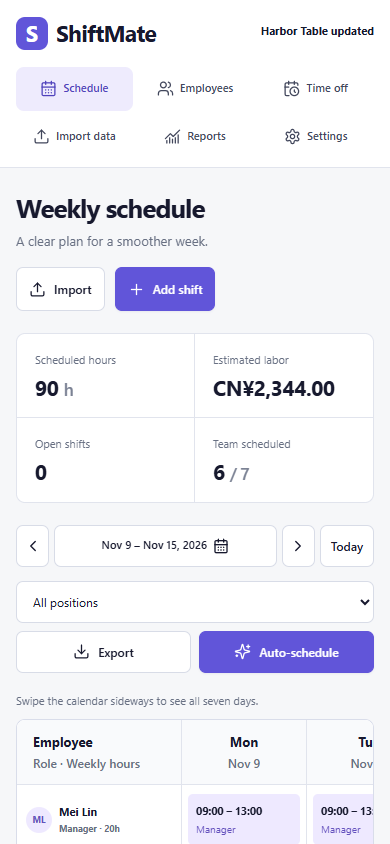 S ShiftMate
Harbor Table updated
Schedule
Employees
Time off
Import data
Reports
Settings
Weekly schedule
A clear plan for a smoother week.
Import
Add shift
Scheduled hours
90 h
Estimated labor
CN¥2,344.00
Open shifts
0
Team scheduled
6 / 7
Nov 9 – Nov 15, 2026
Today
All positions
Export
Auto-schedule
Swipe the calendar sideways to see all seven days.
Employee
Role · Weekly hours
Mon
Nov 9
Tu
Nov
ML
Mei Lin
Manager · 20h
09:00 – 13:00
Manager
09:00 – 13:
Manager